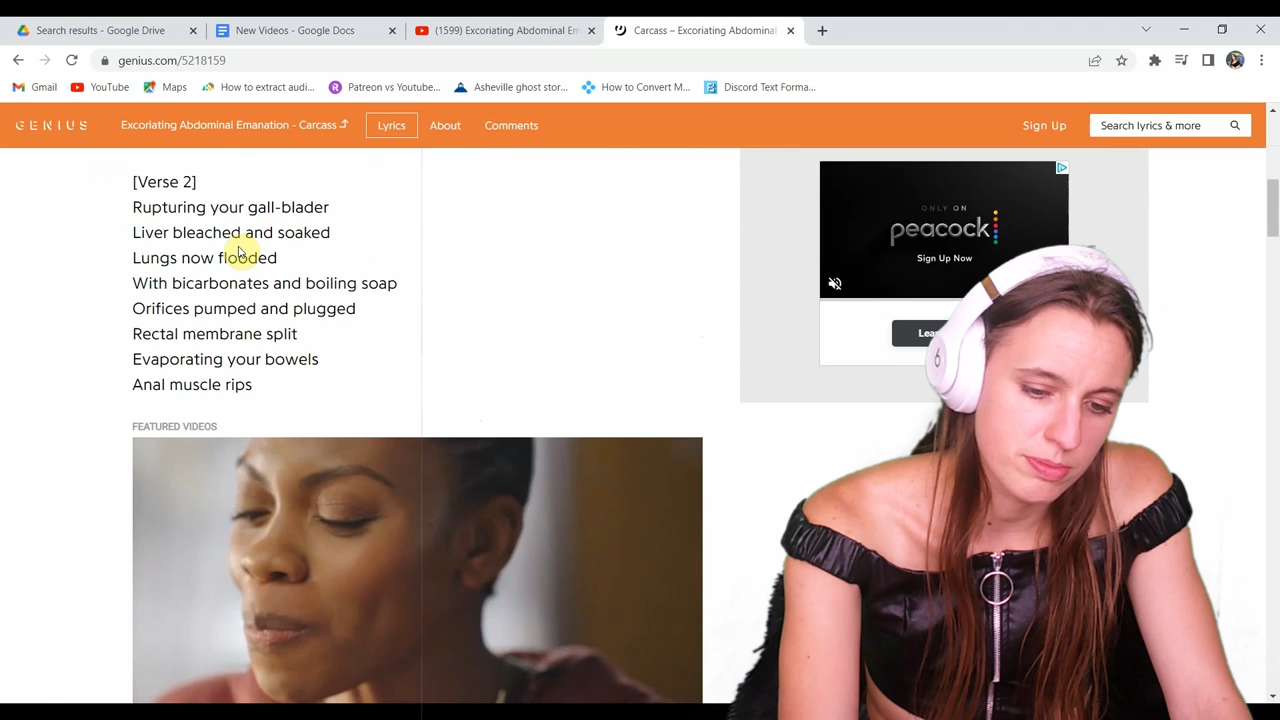 Search results - Google Drive
New Videos - Google Docs
(1599) Excoriating Abdominal Em
Carcass – Excoriating Abdominal
genius.com/5218159
Gmail
YouTube
Maps
How to extract audi...
Patreon vs Youtube...
Asheville ghost stor...
How to Convert M...
Discord Text Forma...
GENIUS
Excoriating Abdominal Emanation - Carcass
Lyrics
About
Comments
Sign Up
Search lyrics & more
[Verse 2]
Rupturing your gall-blader
Liver bleached and soaked
Lungs now flooded
With bicarbonates and boiling soap
Orifices pumped and plugged
Rectal membrane split
Evaporating your bowels
Anal muscle rips
FEATURED VIDEOS
ONLY ON
peacock
Sign Up Now